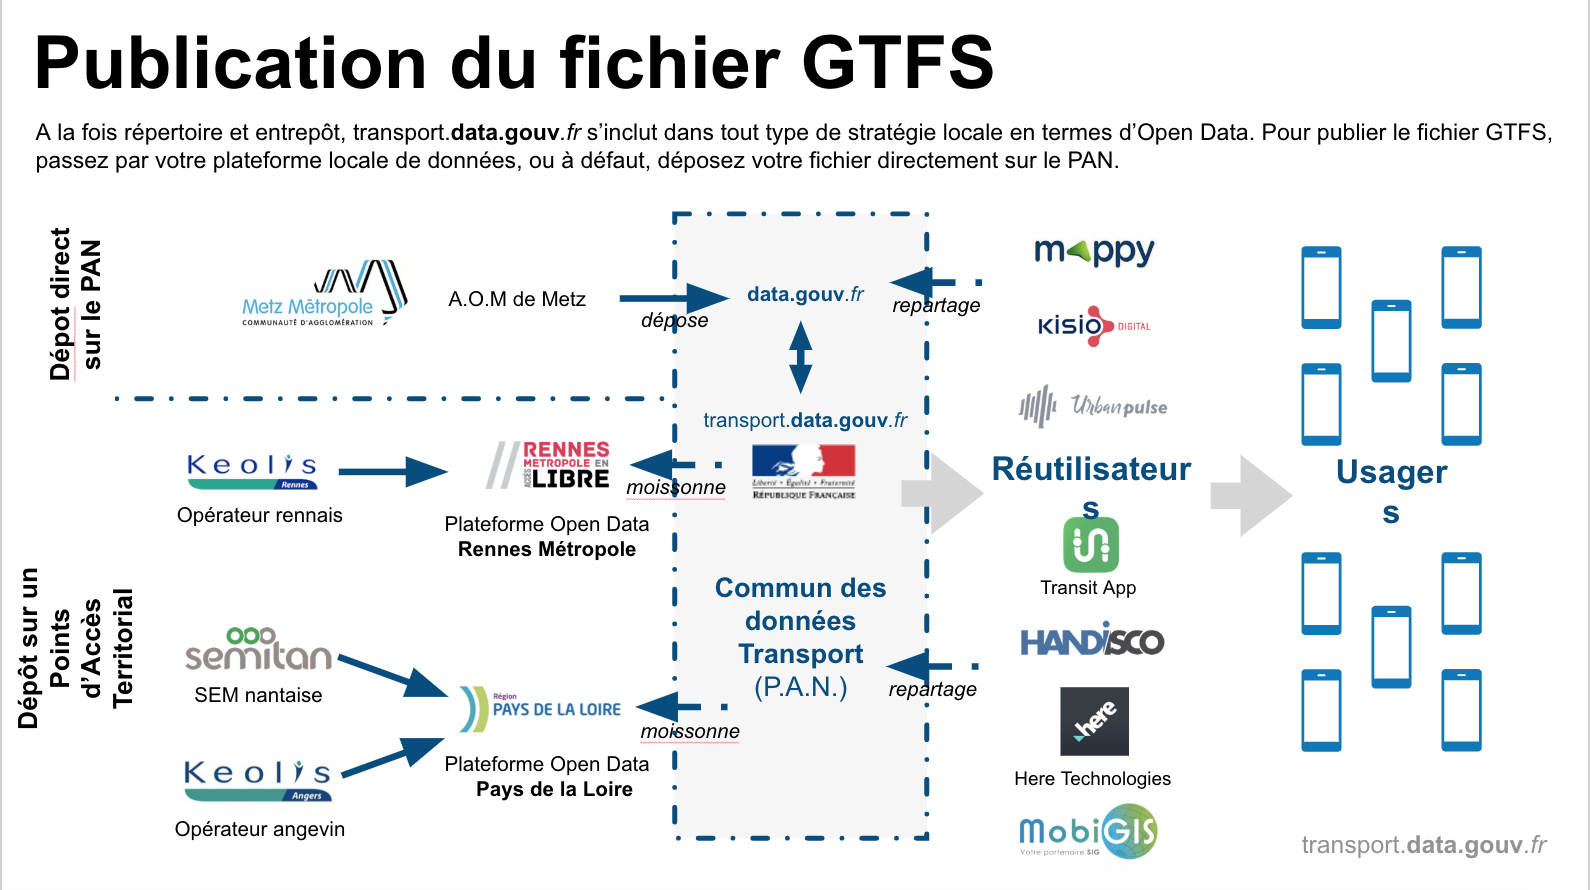 Publication du fichier GTFS
A la fois répertoire et entrepôt, transport.data.gouv.fr s’inclut dans tout type de stratégie locale en termes d’Open Data. Pour publier le fichier GTFS,
passez par votre plateforme locale de données, ou à défaut, déposez votre fichier directement sur le PAN.
Dépot direct
sur le PAN
Metz Métropole
COMMUNAUTÉ D'AGGLOMÉRATION
A.O.M de Metz
dépose
data.gouv.fr
repartage
transport.data.gouv.fr
Liberté • Égalité • Fraternité
RÉPUBLIQUE FRANÇAISE
Dépôt sur un
Points
d’Accès
Territorial
Keolis
Rennes
Opérateur rennais
RENNES
METROPOLE EN
ACCÈS
LIBRE
moissonne
Plateforme Open Data
Rennes Métropole
semitan
SEM nantaise
Keolis
Angers
Opérateur angevin
Région
PAYS DE LA LOIRE
moissonne
Plateforme Open Data
Pays de la Loire
Commun des
données
Transport
(P.A.N.)
repartage
mappy
KISIO DIGITAL
Urbanpulse
Réutilisateur
s
Transit App
HANDISCO
here
Here Technologies
MobiGIS
Votre partenaire SIG
Usager
s
transport.data.gouv.fr